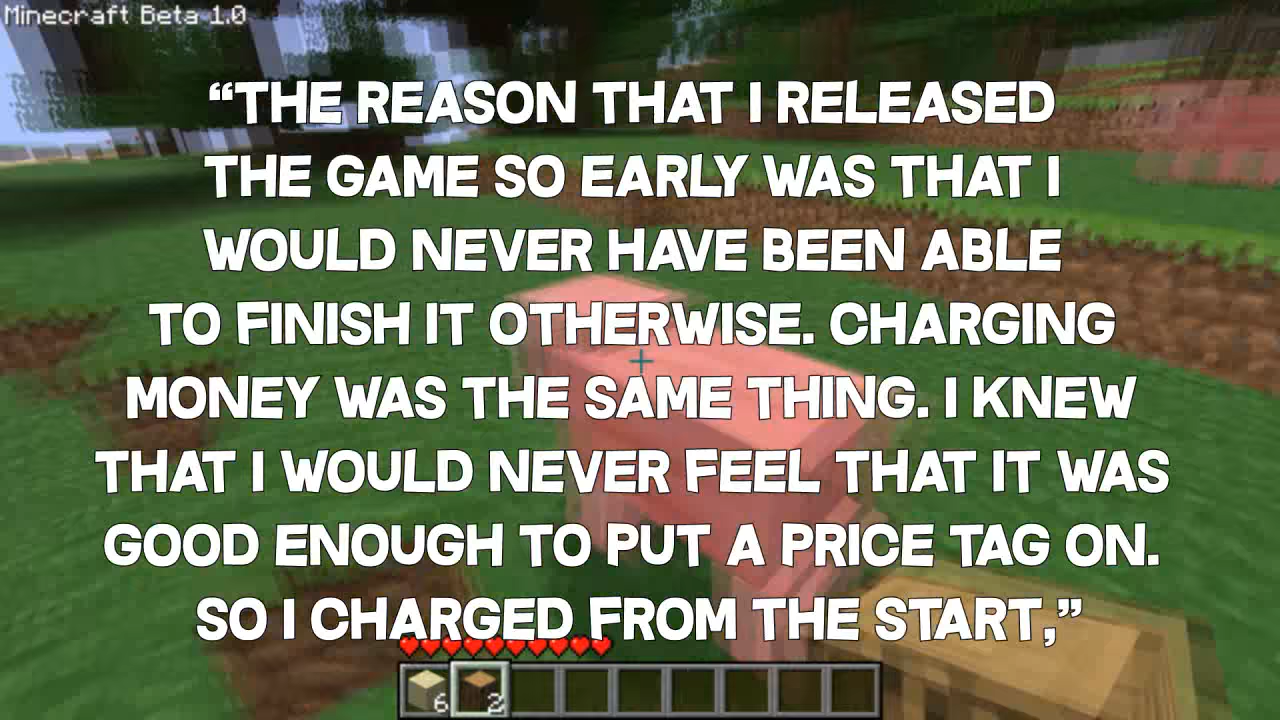 Minecraft Beta 1.0
“THE REASON THAT I RELEASED
THE GAME SO EARLY WAS THAT I
WOULD NEVER HAVE BEEN ABLE
TO FINISH IT OTHERWISE. CHARGING
MONEY WAS THE SAME THING. I KNEW
THAT I WOULD NEVER FEEL THAT IT WAS
GOOD ENOUGH TO PUT A PRICE TAG ON.
SO I CHARGED FROM THE START,”
6 2